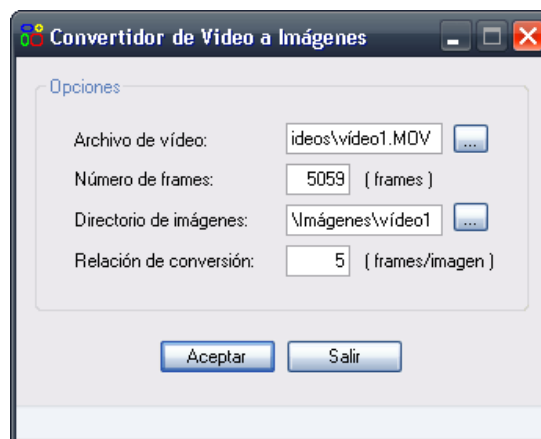 Convertidor de Video a Imágenes
Opciones
Archivo de vídeo: ideos\vídeo1.MOV ...
Número de frames: 5059 ( frames )
Directorio de imágenes: \Imágenes\vídeo1 ...
Relación de conversión: 5 ( frames/imagen )
Aceptar Salir